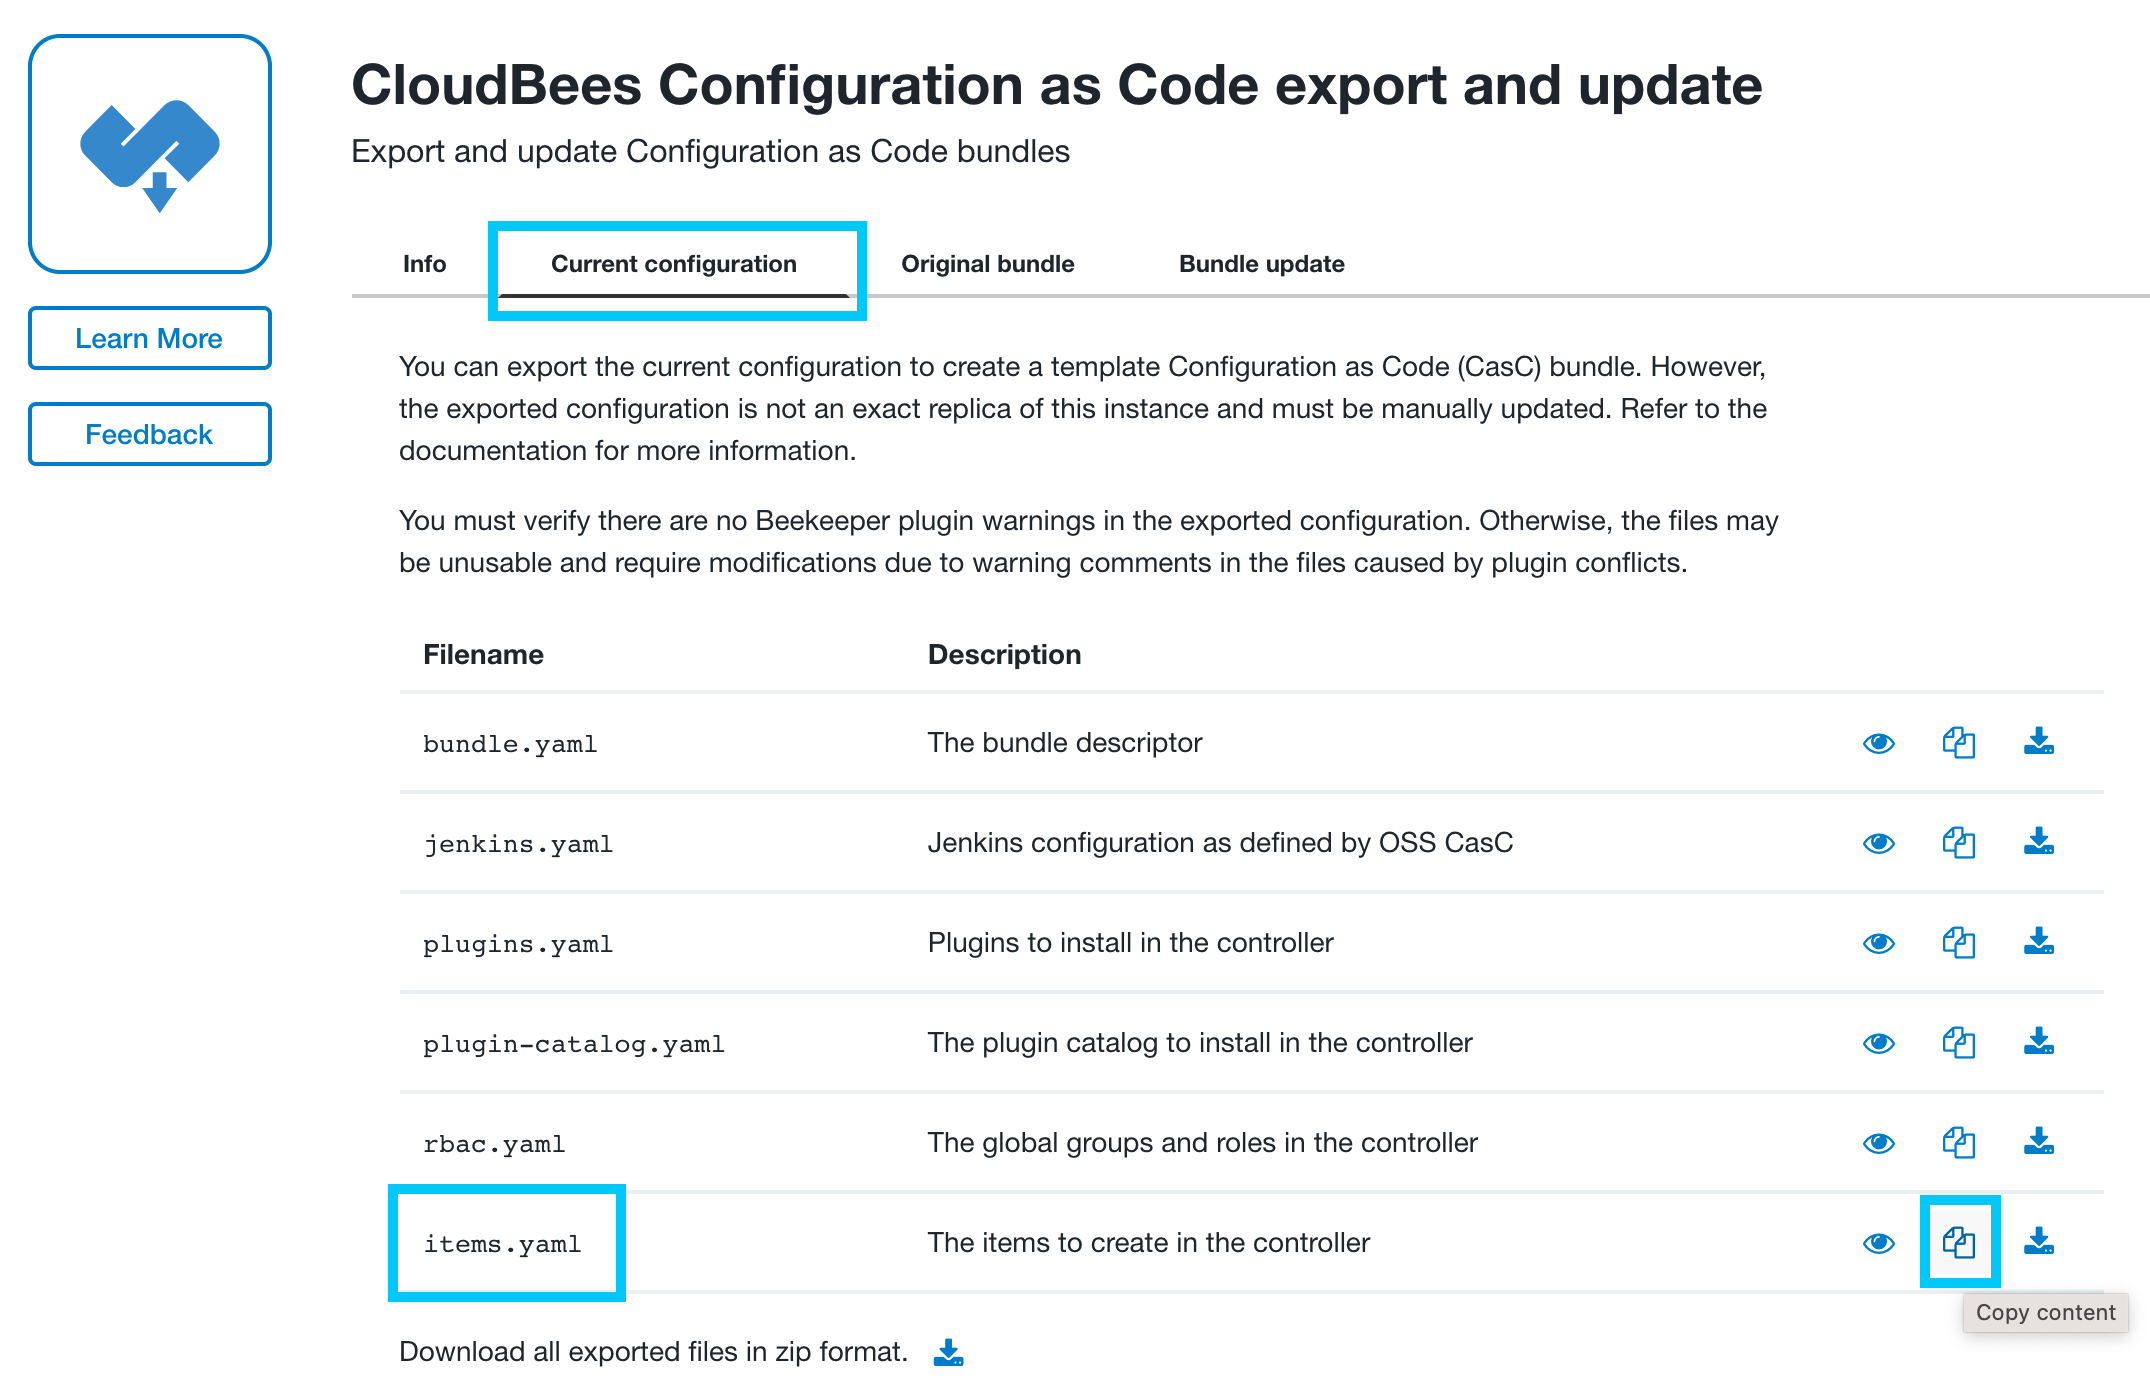 CloudBees Configuration as Code export and update
Export and update Configuration as Code bundles
Learn More
Feedback
Info
Current configuration
Original bundle
Bundle update
You can export the current configuration to create a template Configuration as Code (CasC) bundle. However,
the exported configuration is not an exact replica of this instance and must be manually updated. Refer to the
documentation for more information.
You must verify there are no Beekeeper plugin warnings in the exported configuration. Otherwise, the files may
be unusable and require modifications due to warning comments in the files caused by plugin conflicts.
Filename Description
bundle.yaml The bundle descriptor
jenkins.yaml Jenkins configuration as defined by OSS CasC
plugins.yaml Plugins to install in the controller
plugin-catalog.yaml The plugin catalog to install in the controller
rbac.yaml The global groups and roles in the controller
items.yaml The items to create in the controller
Copy content
Download all exported files in zip format.